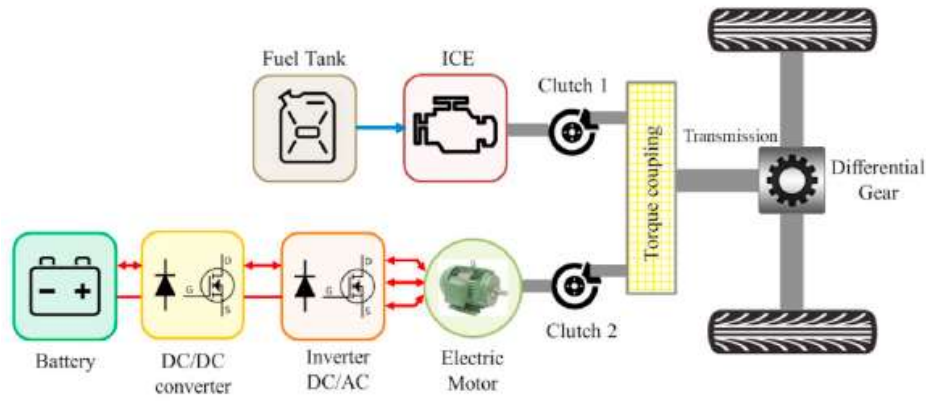 Fuel Tank
ICE
Clutch 1
Torque coupling
Transmission
Differential
Gear
D
G
S
D
G
S
Clutch 2
Battery
DC/DC
converter
Inverter
DC/AC
Electric
Motor